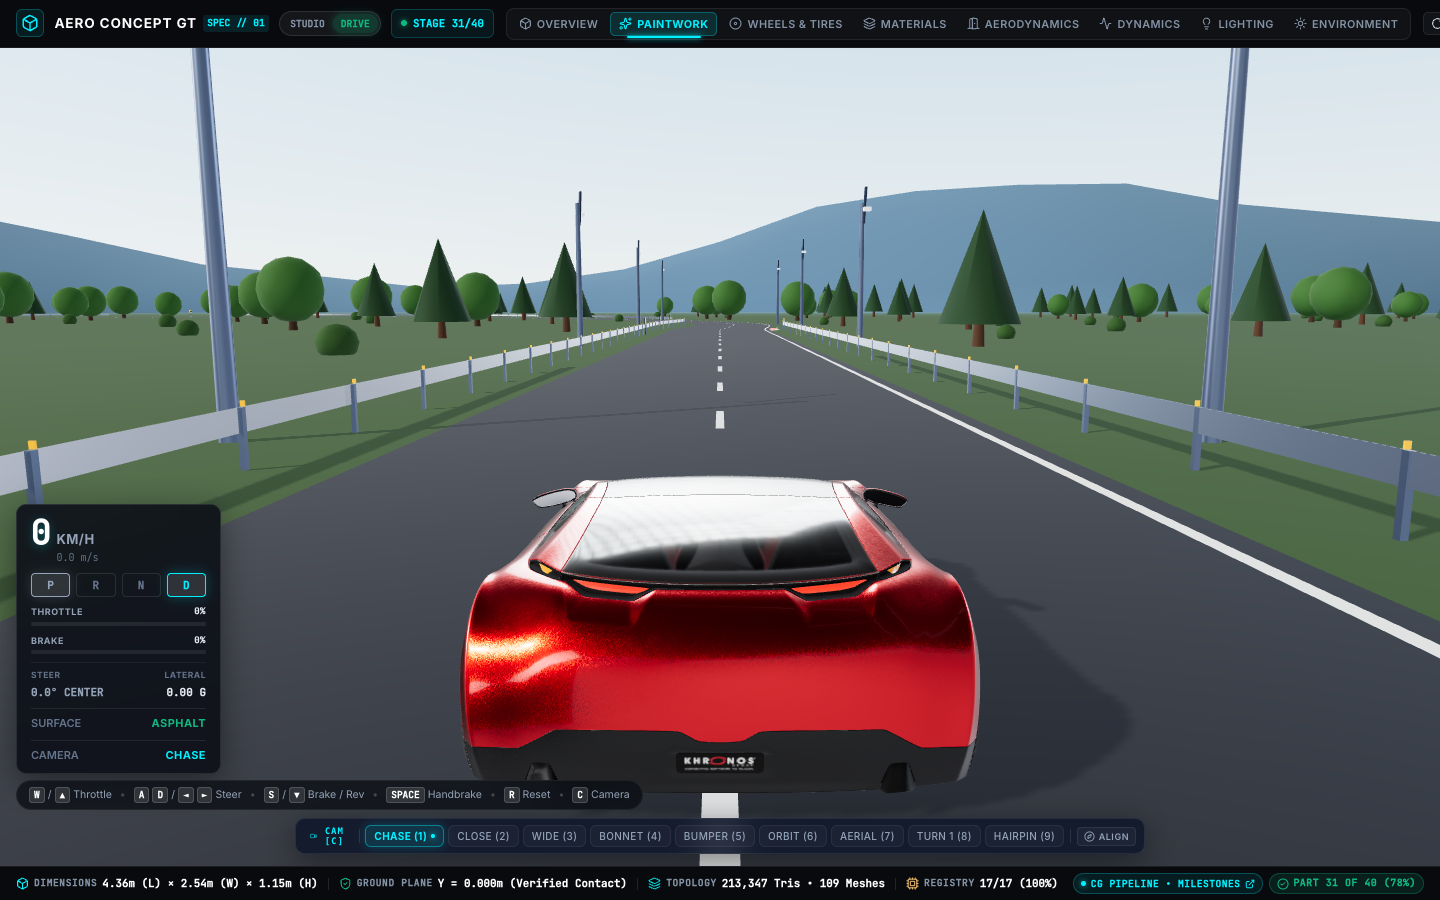 AERO CONCEPT GT SPEC // 01 STUDIO DRIVE STAGE 31/40 OVERVIEW PAINTWORK WHEELS & TIRES MATERIALS AERODYNAMICS DYNAMICS LIGHTING ENVIRONMENT
0 KM/H
0.0 m/s
P R N D
THROTTLE 0%
BRAKE 0%
STEER LATERAL
0.0° CENTER 0.00 G
SURFACE ASPHALT
CAMERA CHASE
KHRONOS
W / ▲ Throttle • A D / ◄ ► Steer • S / ▼ Brake / Rev • SPACE Handbrake • R Reset • C Camera
CAM [C] CHASE (1) CLOSE (2) WIDE (3) BONNET (4) BUMPER (5) ORBIT (6) AERIAL (7) TURN 1 (8) HAIRPIN (9) ALIGN
DIMENSIONS 4.36m (L) × 2.54m (W) × 1.15m (H) GROUND PLANE Y = 0.000m (Verified Contact) TOPOLOGY 213,347 Tris • 109 Meshes REGISTRY 17/17 (100%) CG PIPELINE • MILESTONES PART 31 OF 40 (78%)